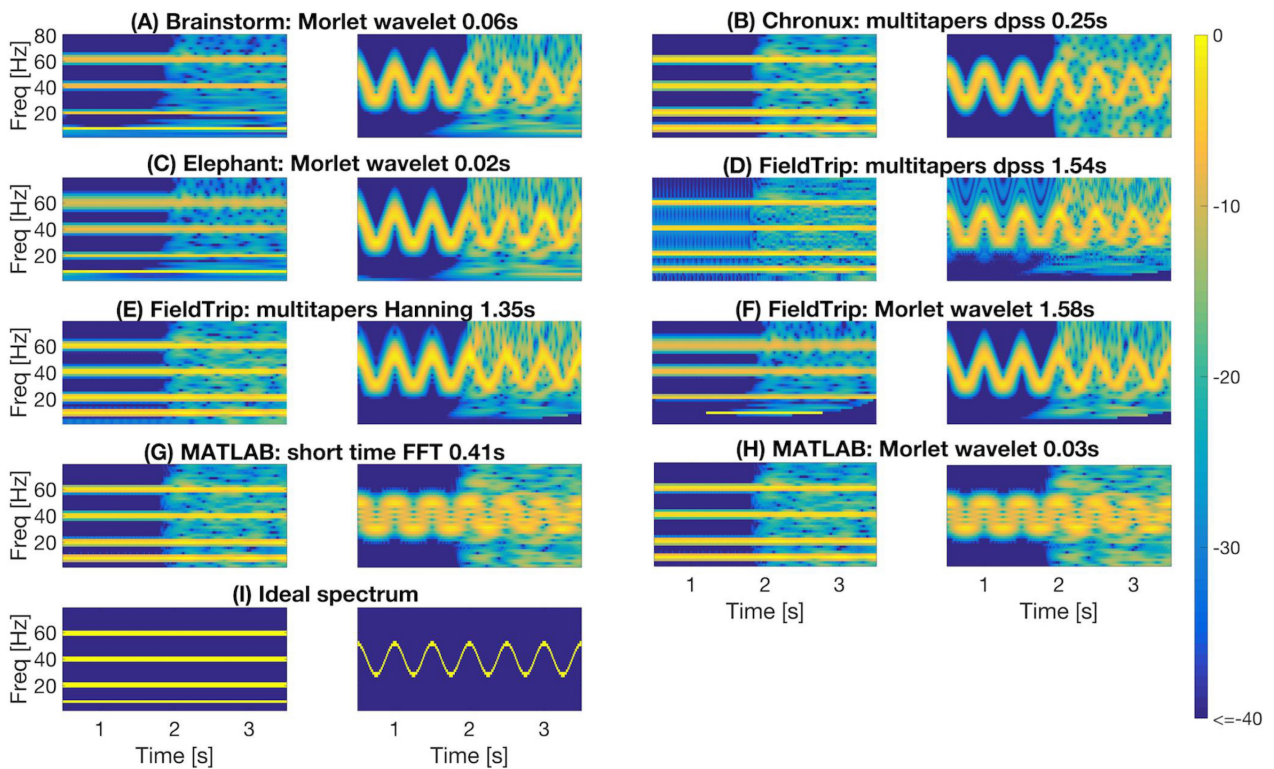 (A) Brainstorm: Morlet wavelet 0.06s
Freq [Hz]
80
60
40
20
(B) Chronux: multitapers dpss 0.25s
(C) Elephant: Morlet wavelet 0.02s
Freq [Hz]
60
40
20
(D) FieldTrip: multitapers dpss 1.54s
(E) FieldTrip: multitapers Hanning 1.35s
Freq [Hz]
60
40
20
(F) FieldTrip: Morlet wavelet 1.58s
(G) MATLAB: short time FFT 0.41s
Freq [Hz]
60
40
20
(H) MATLAB: Morlet wavelet 0.03s
1 2 3 1 2 3
Time [s] Time [s]
(I) Ideal spectrum
Freq [Hz]
60
40
20
1 2 3 1 2 3
Time [s] Time [s]
0
-10
-20
-30
<=-40